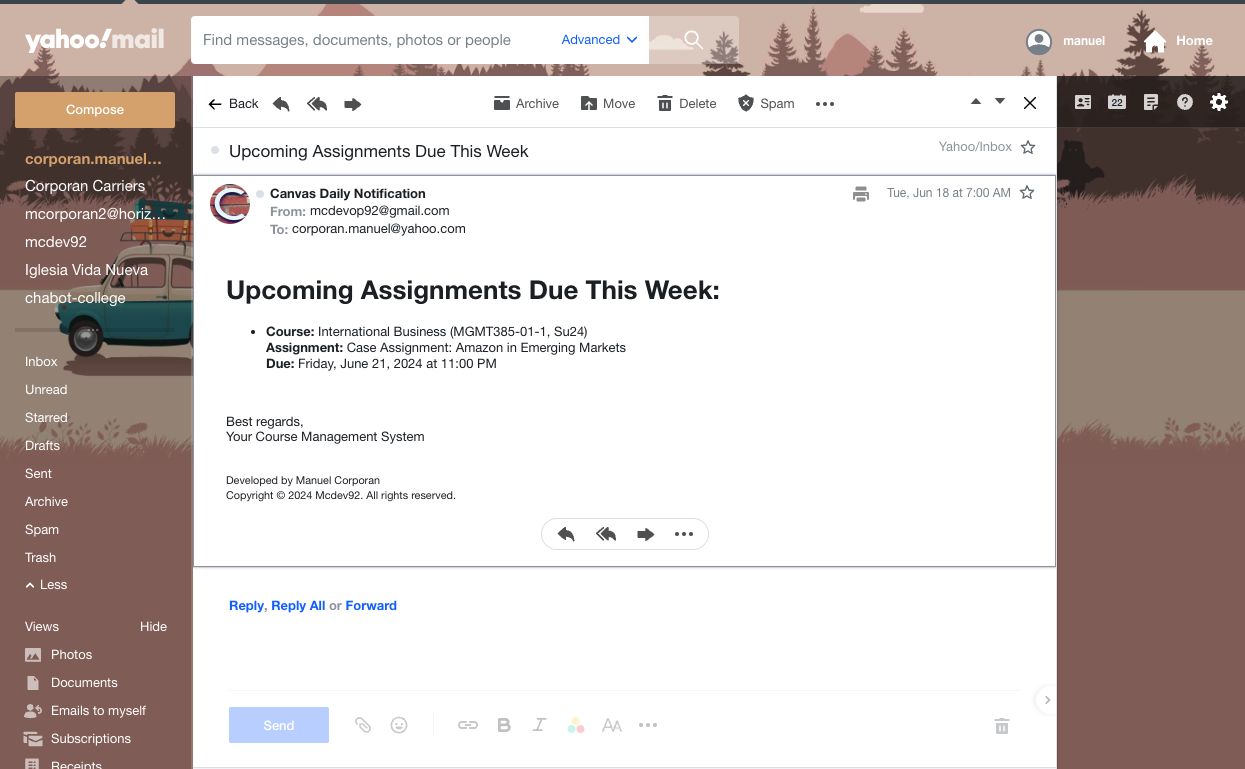 yahoo!mail
Find messages, documents, photos or people
Advanced
manuel
Home
Compose
corporan.manuel...
Corporan Carriers
mcorporan2@horiz...
mcdev92
Iglesia Vida Nueva
chabot-college
Inbox
Unread
Starred
Drafts
Sent
Archive
Spam
Trash
Less
Views Hide
Photos
Documents
Emails to myself
Subscriptions
Receipts
Back
Archive
Move
Delete
Spam
22
Upcoming Assignments Due This Week
Yahoo/Inbox
Canvas Daily Notification
Tue, Jun 18 at 7:00 AM
From: mcdevop92@gmail.com
To: corporan.manuel@yahoo.com
Upcoming Assignments Due This Week:
• Course: International Business (MGMT385-01-1, Su24)
Assignment: Case Assignment: Amazon in Emerging Markets
Due: Friday, June 21, 2024 at 11:00 PM
Best regards,
Your Course Management System
Developed by Manuel Corporan
Copyright © 2024 Mcdev92. All rights reserved.
Reply, Reply All or Forward
Send
B I AA